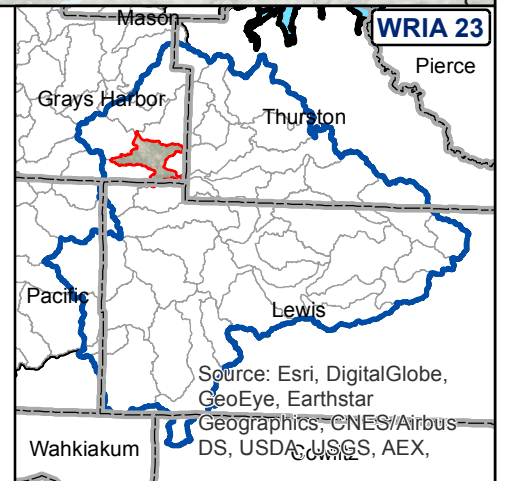 Mason
WRIA 23
Pierce
Grays Harbor
Thurston
Pacific
Lewis
Source: Esri, DigitalGlobe,
GeoEye, Earthstar
Geographics, CNES/Airbus
DS, USDA, USGS, AEX,
Wahkiakum
Cowlitz